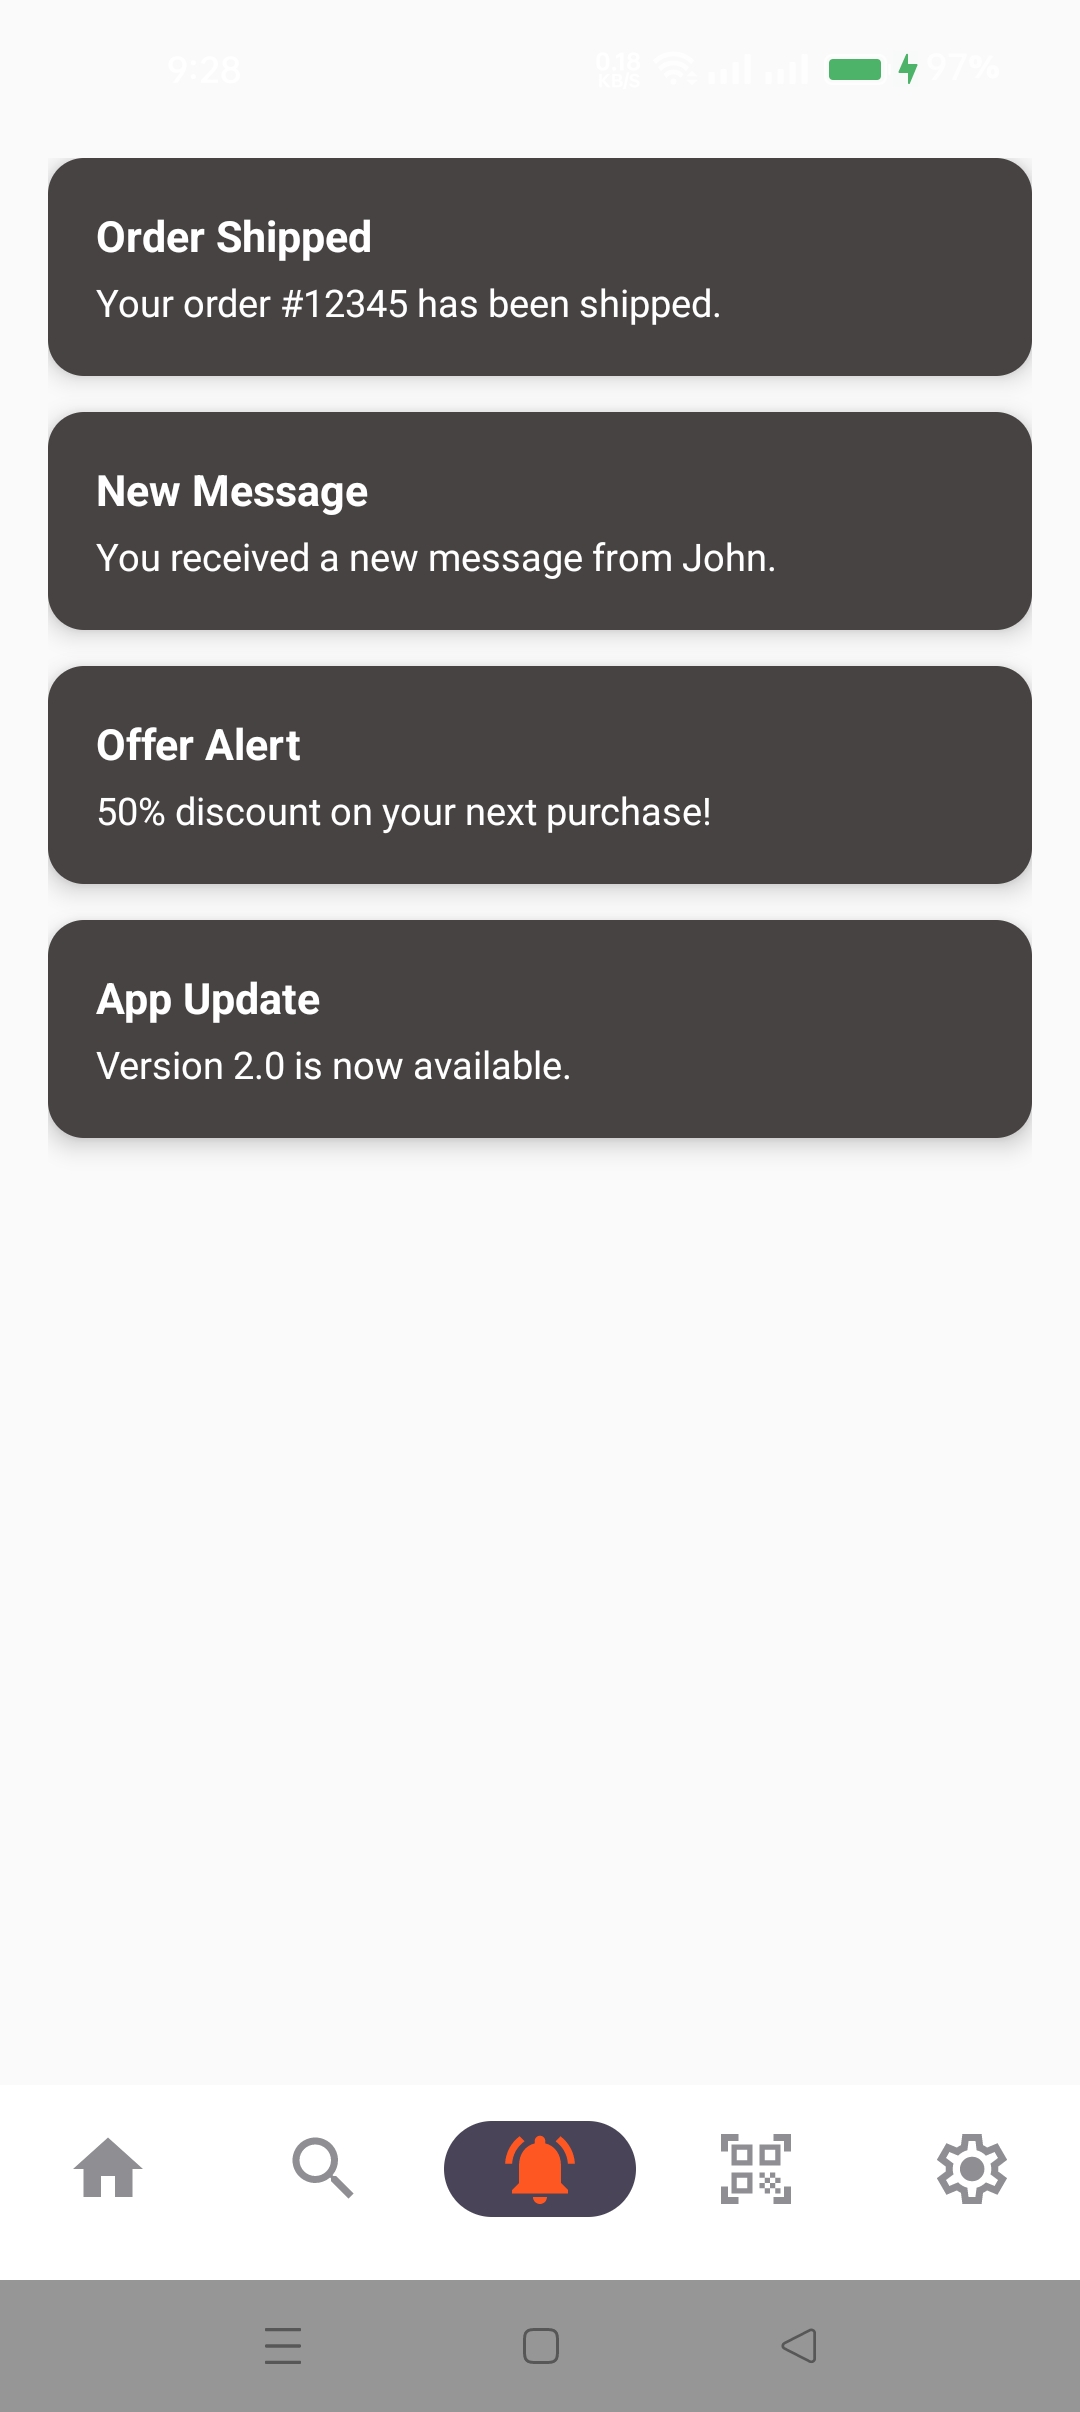 9:28
0.18
KB/S
97%
Order Shipped
Your order #12345 has been shipped.
New Message
You received a new message from John.
Offer Alert
50% discount on your next purchase!
App Update
Version 2.0 is now available.